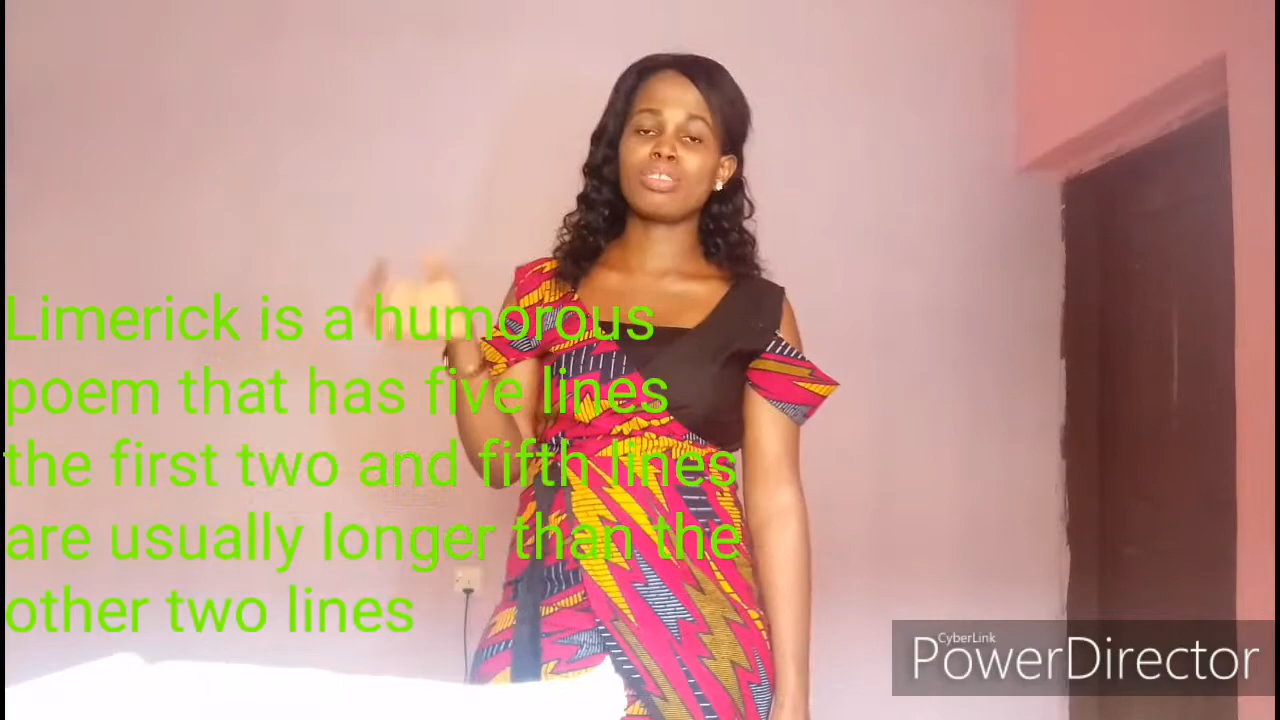 Limerick is a humorous
poem that has five lines
the first two and fifth lines
are usually longer than the
other two lines
CyberLink
PowerDirector